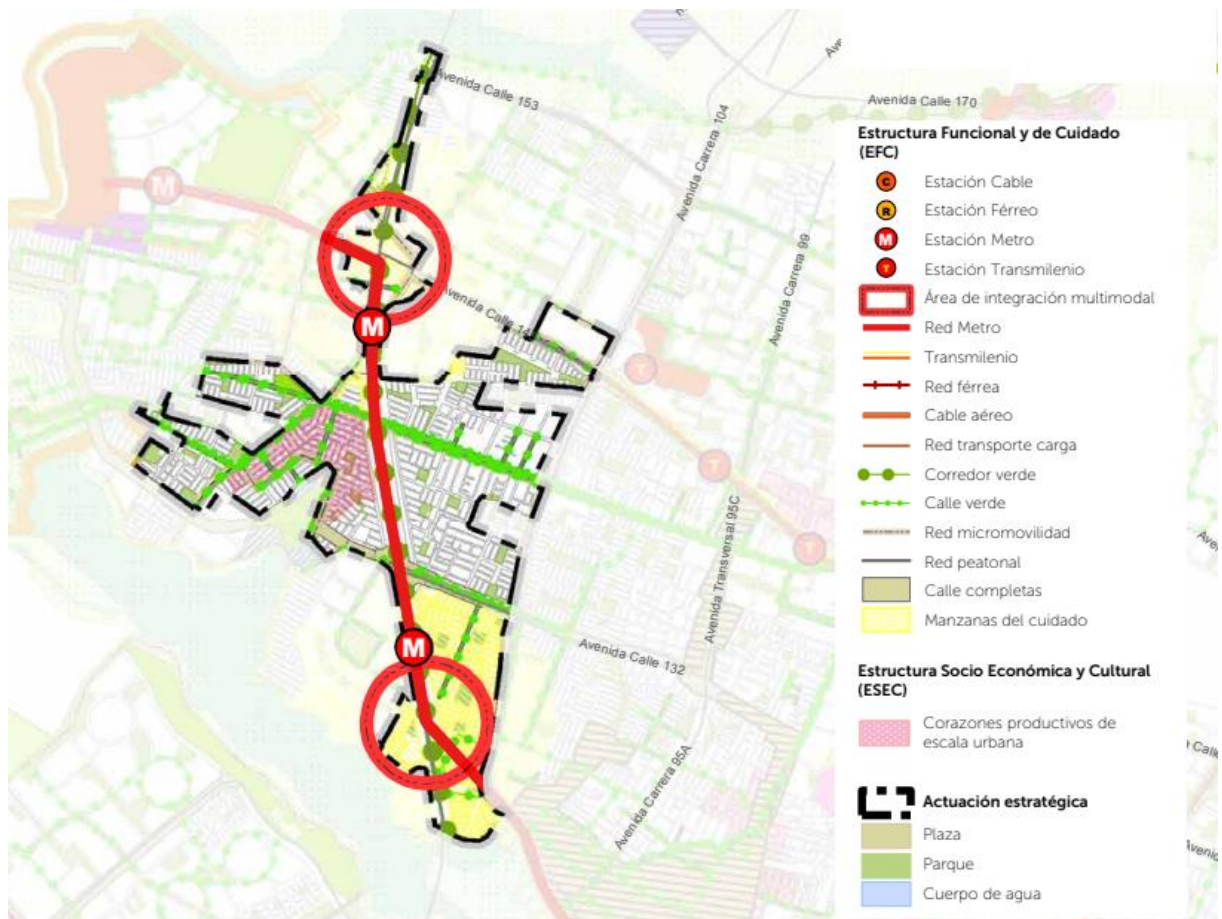 Avenida Calle 153
Avenida Carrera 104
Avenida Calle 170
Avenida Carrera 99
M
M
Avenida Calle
T
T
T
Avenida Transversal 95C
M
Avenida Calle 132
Avenida Carrera 95A
Estructura Funcional y de Cuidado
(EFC)
C Estación Cable
R Estación Férreo
M Estación Metro
T Estación Transmilenio
Área de integración multimodal
Red Metro
Transmilenio
Red férrea
Cable aéreo
Red transporte carga
Corredor verde
Calle verde
Red micromovilidad
Red peatonal
Calle completas
Manzanas del cuidado
Estructura Socio Económica y Cultural
(ESEC)
Corazones productivos de
escala urbana
Actuación estratégica
Plaza
Parque
Cuerpo de agua